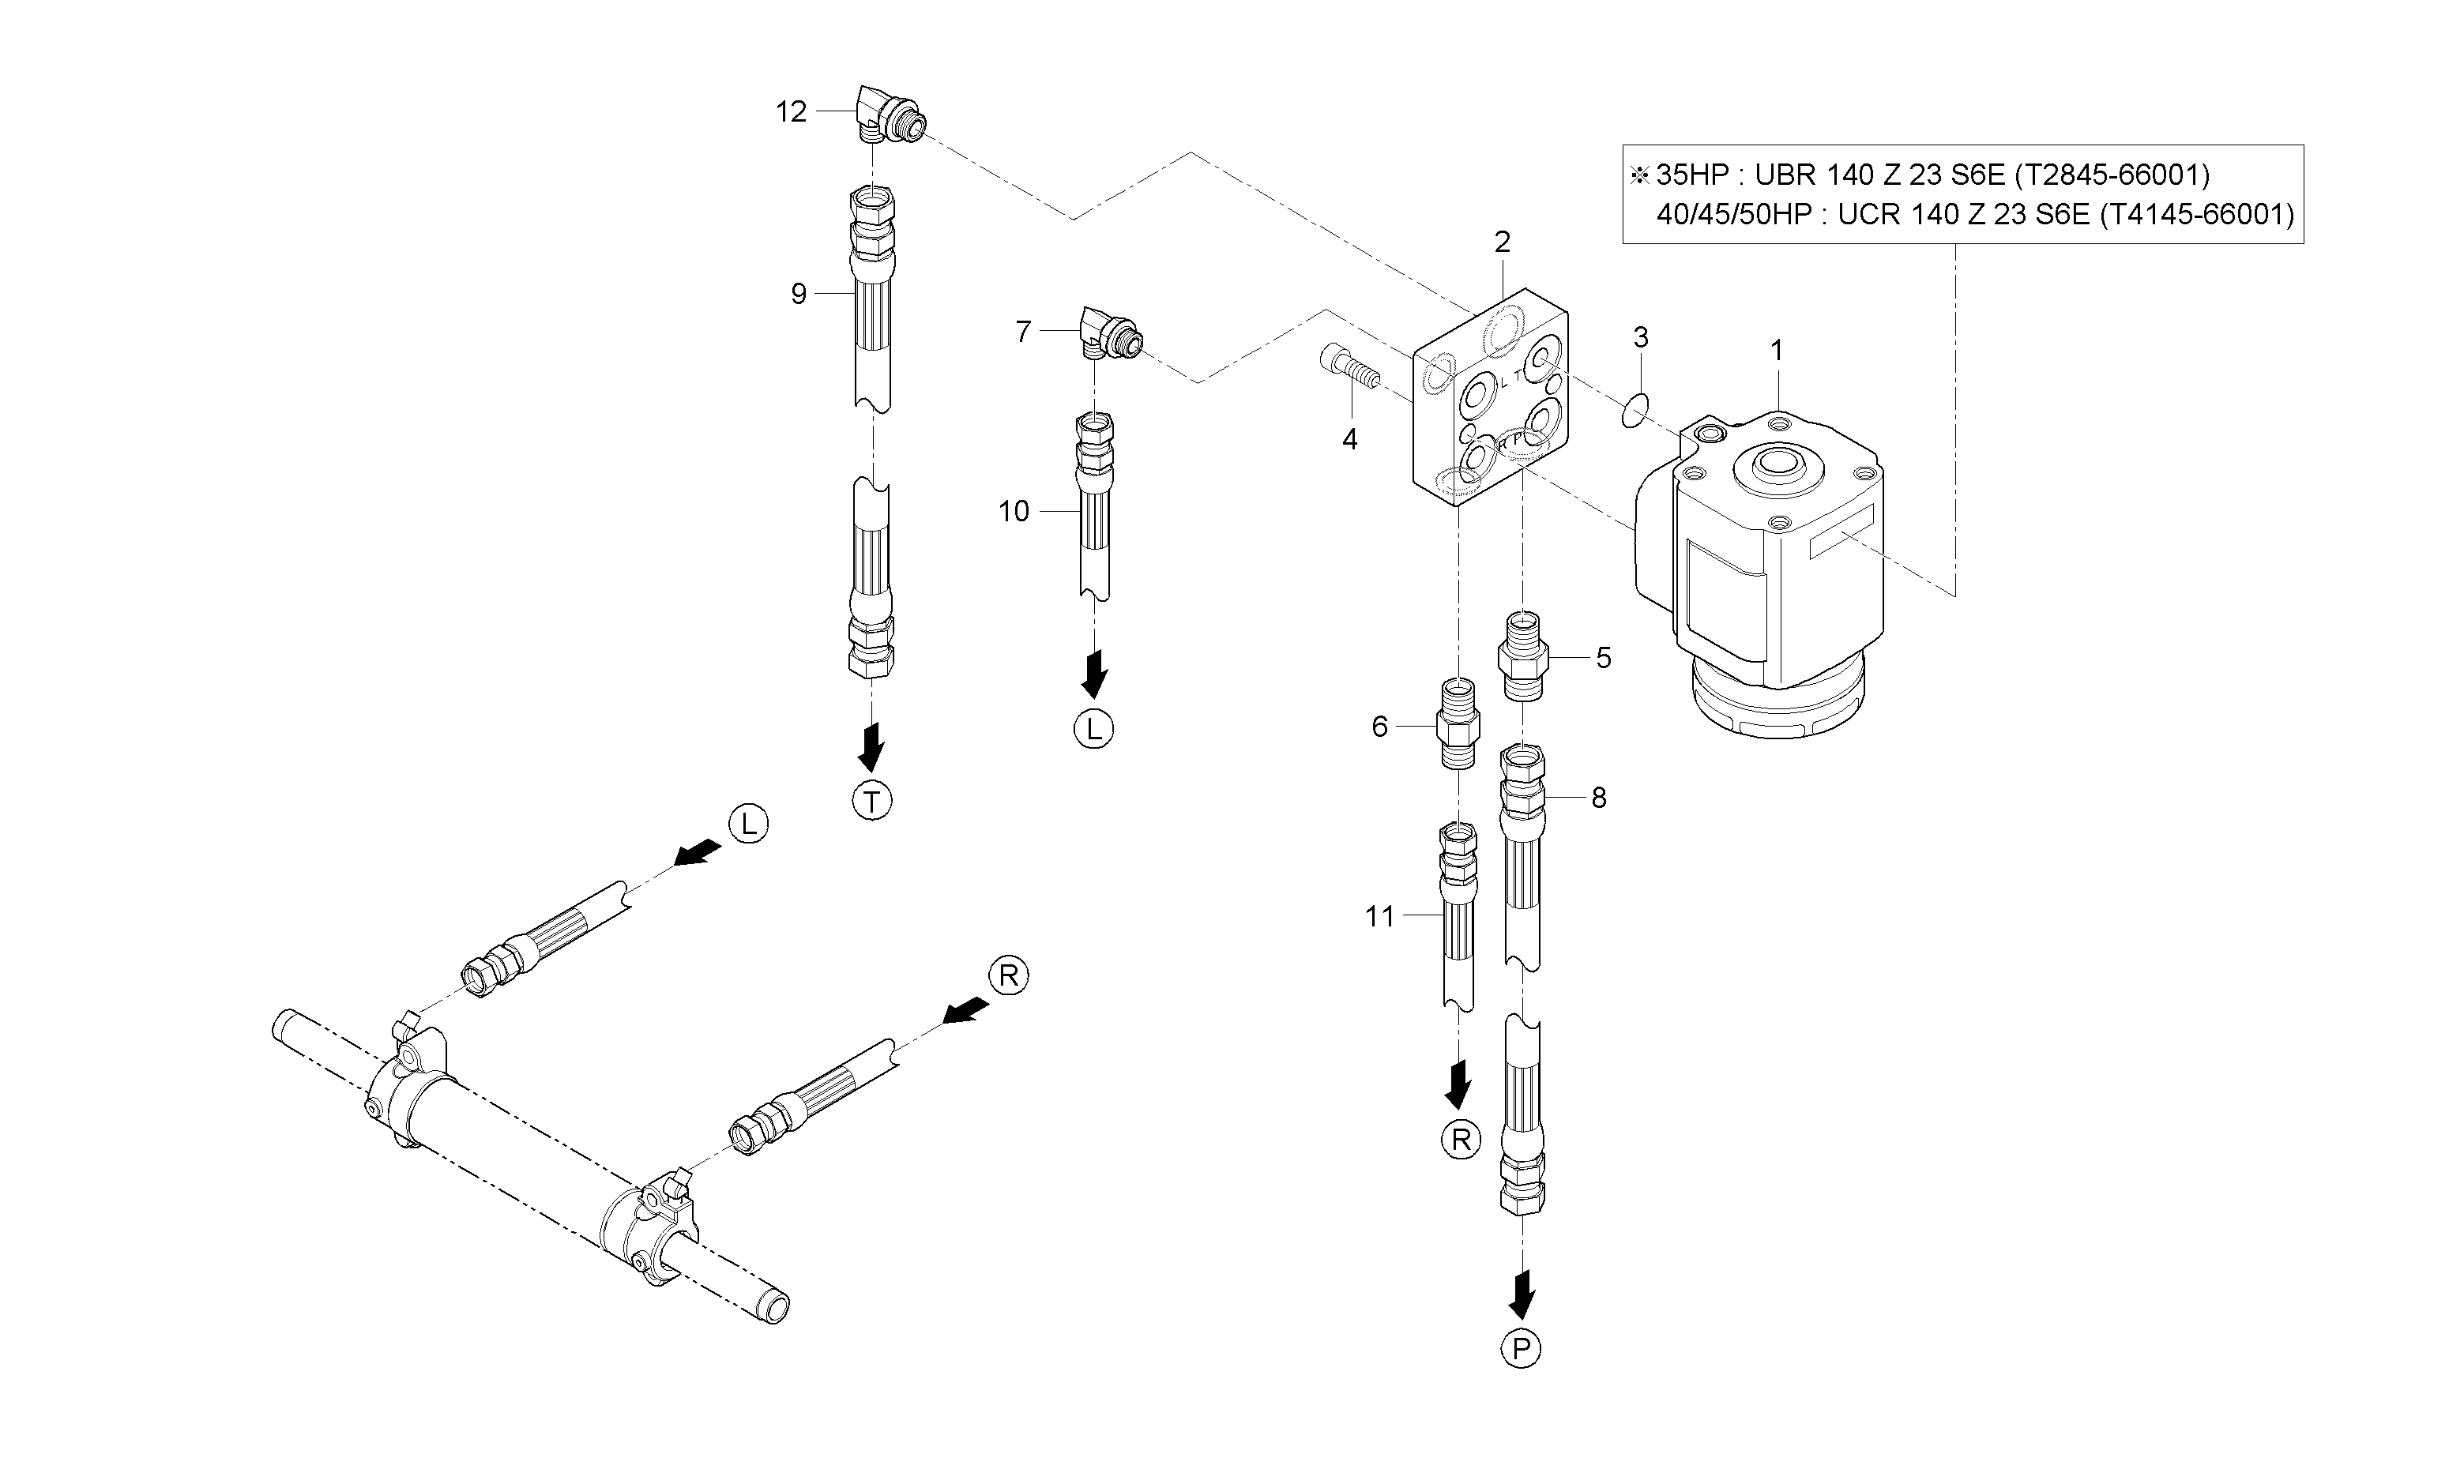 12
※ 35HP : UBR 140 Z 23 S6E (T2845-66001)
40/45/50HP : UCR 140 Z 23 S6E (T4145-66001)
2
9
7
3
1
L T
4
R P
10
5
6
L
T
8
L
11
R
R
P